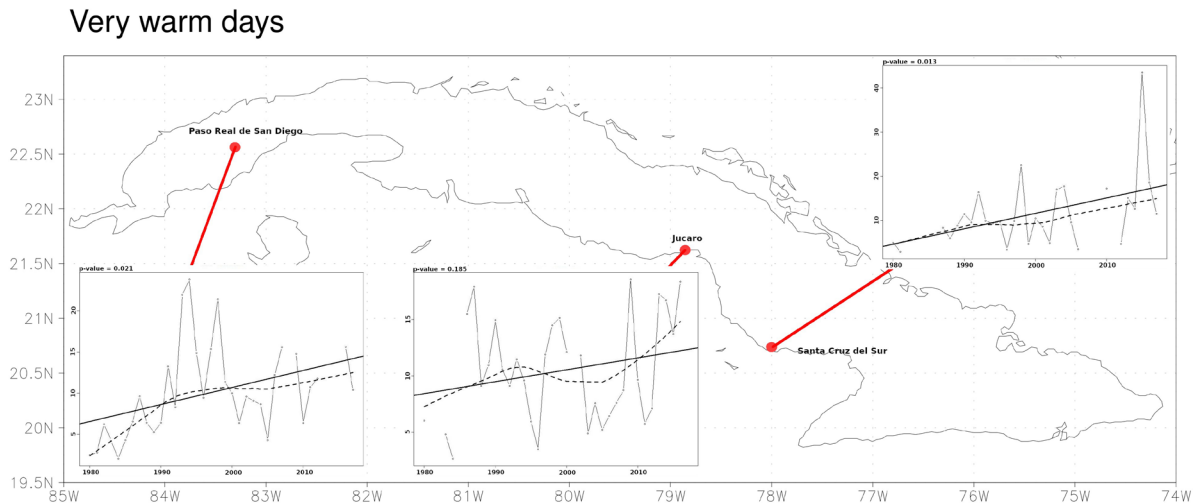 Very warm days
p-value = 0.013
40
30
20
10
1980 1990 2000 2010
23N
22.5N
22N
21.5N
21N
20.5N
20N
19.5N
Paso Real de San Diego
Jucaro
Santa Cruz del Sur
p-value = 0.021
20
15
10
5
1980 1990 2000 2010
p-value = 0.185
15
10
5
1980 1990 2000 2010
85W 84W 83W 82W 81W 80W 79W 78W 77W 76W 75W 74W